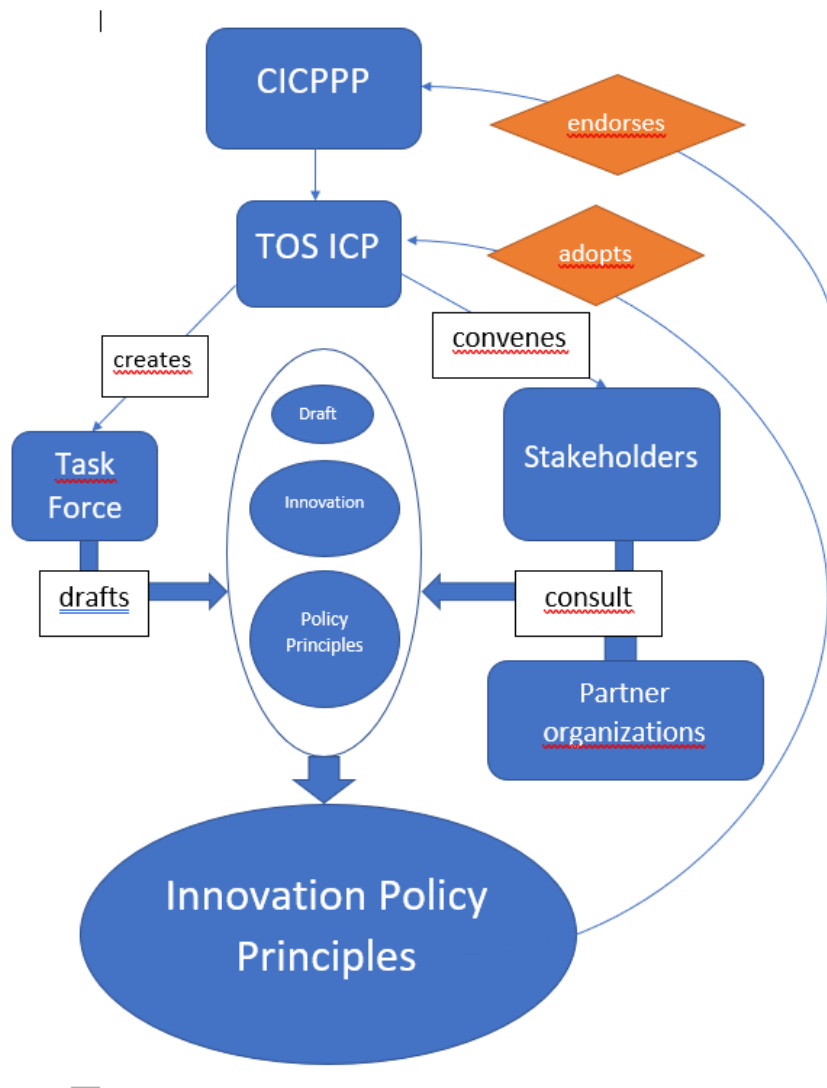 CICPPP
endorses
TOS ICP
adopts
convenes
creates
Draft
Task
Force
Stakeholders
Innovation
drafts
consult
Policy
Principles
Partner
organizations
Innovation Policy
Principles